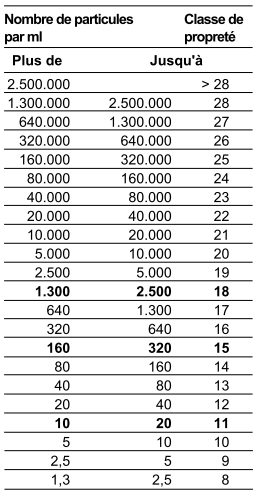 Nombre de particules Classe de
par ml propreté
Plus de Jusqu'à
2.500.000 > 28
1.300.000 2.500.000 28
640.000 1.300.000 27
320.000 640.000 26
160.000 320.000 25
80.000 160.000 24
40.000 80.000 23
20.000 40.000 22
10.000 20.000 21
5.000 10.000 20
2.500 5.000 19
1.300 2.500 18
640 1.300 17
320 640 16
160 320 15
80 160 14
40 80 13
20 40 12
10 20 11
5 10 10
2,5 5 9
1,3 2,5 8